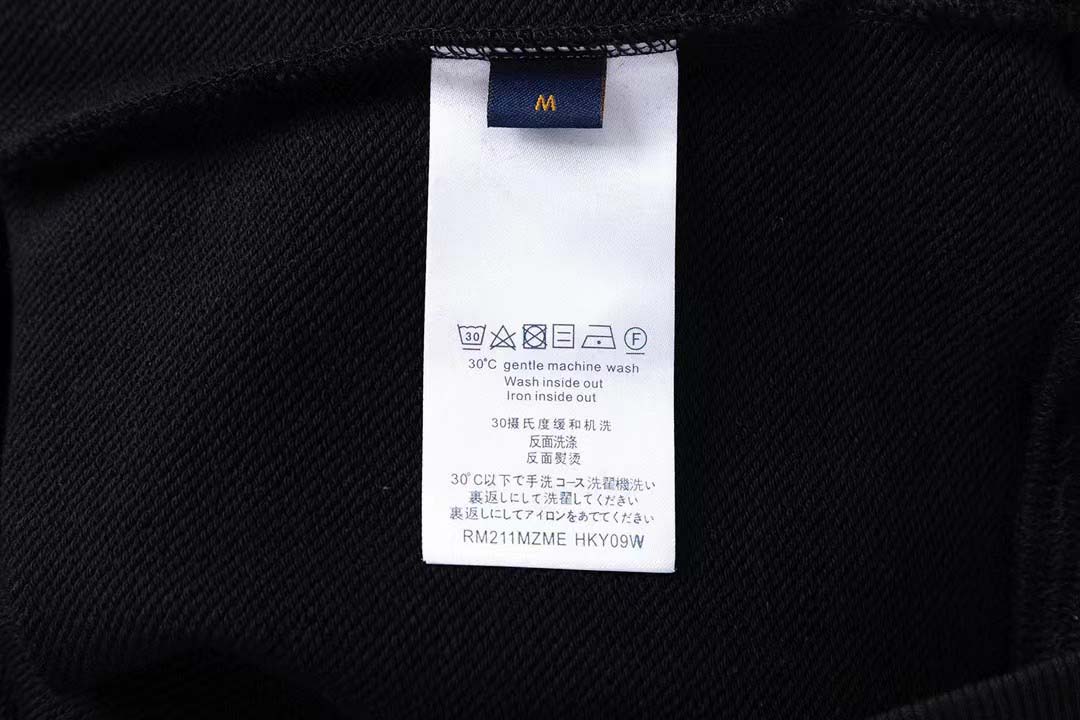 M
30
F
30°C gentle machine wash
Wash inside out
Iron inside out
30摄氏度缓和机洗
反面洗涤
反面熨烫
30°C以下で手洗コース洗濯機洗い
裏返しにして洗濯してください
裏返しにしてアイロンをあててください
RM211MZME HKY09W